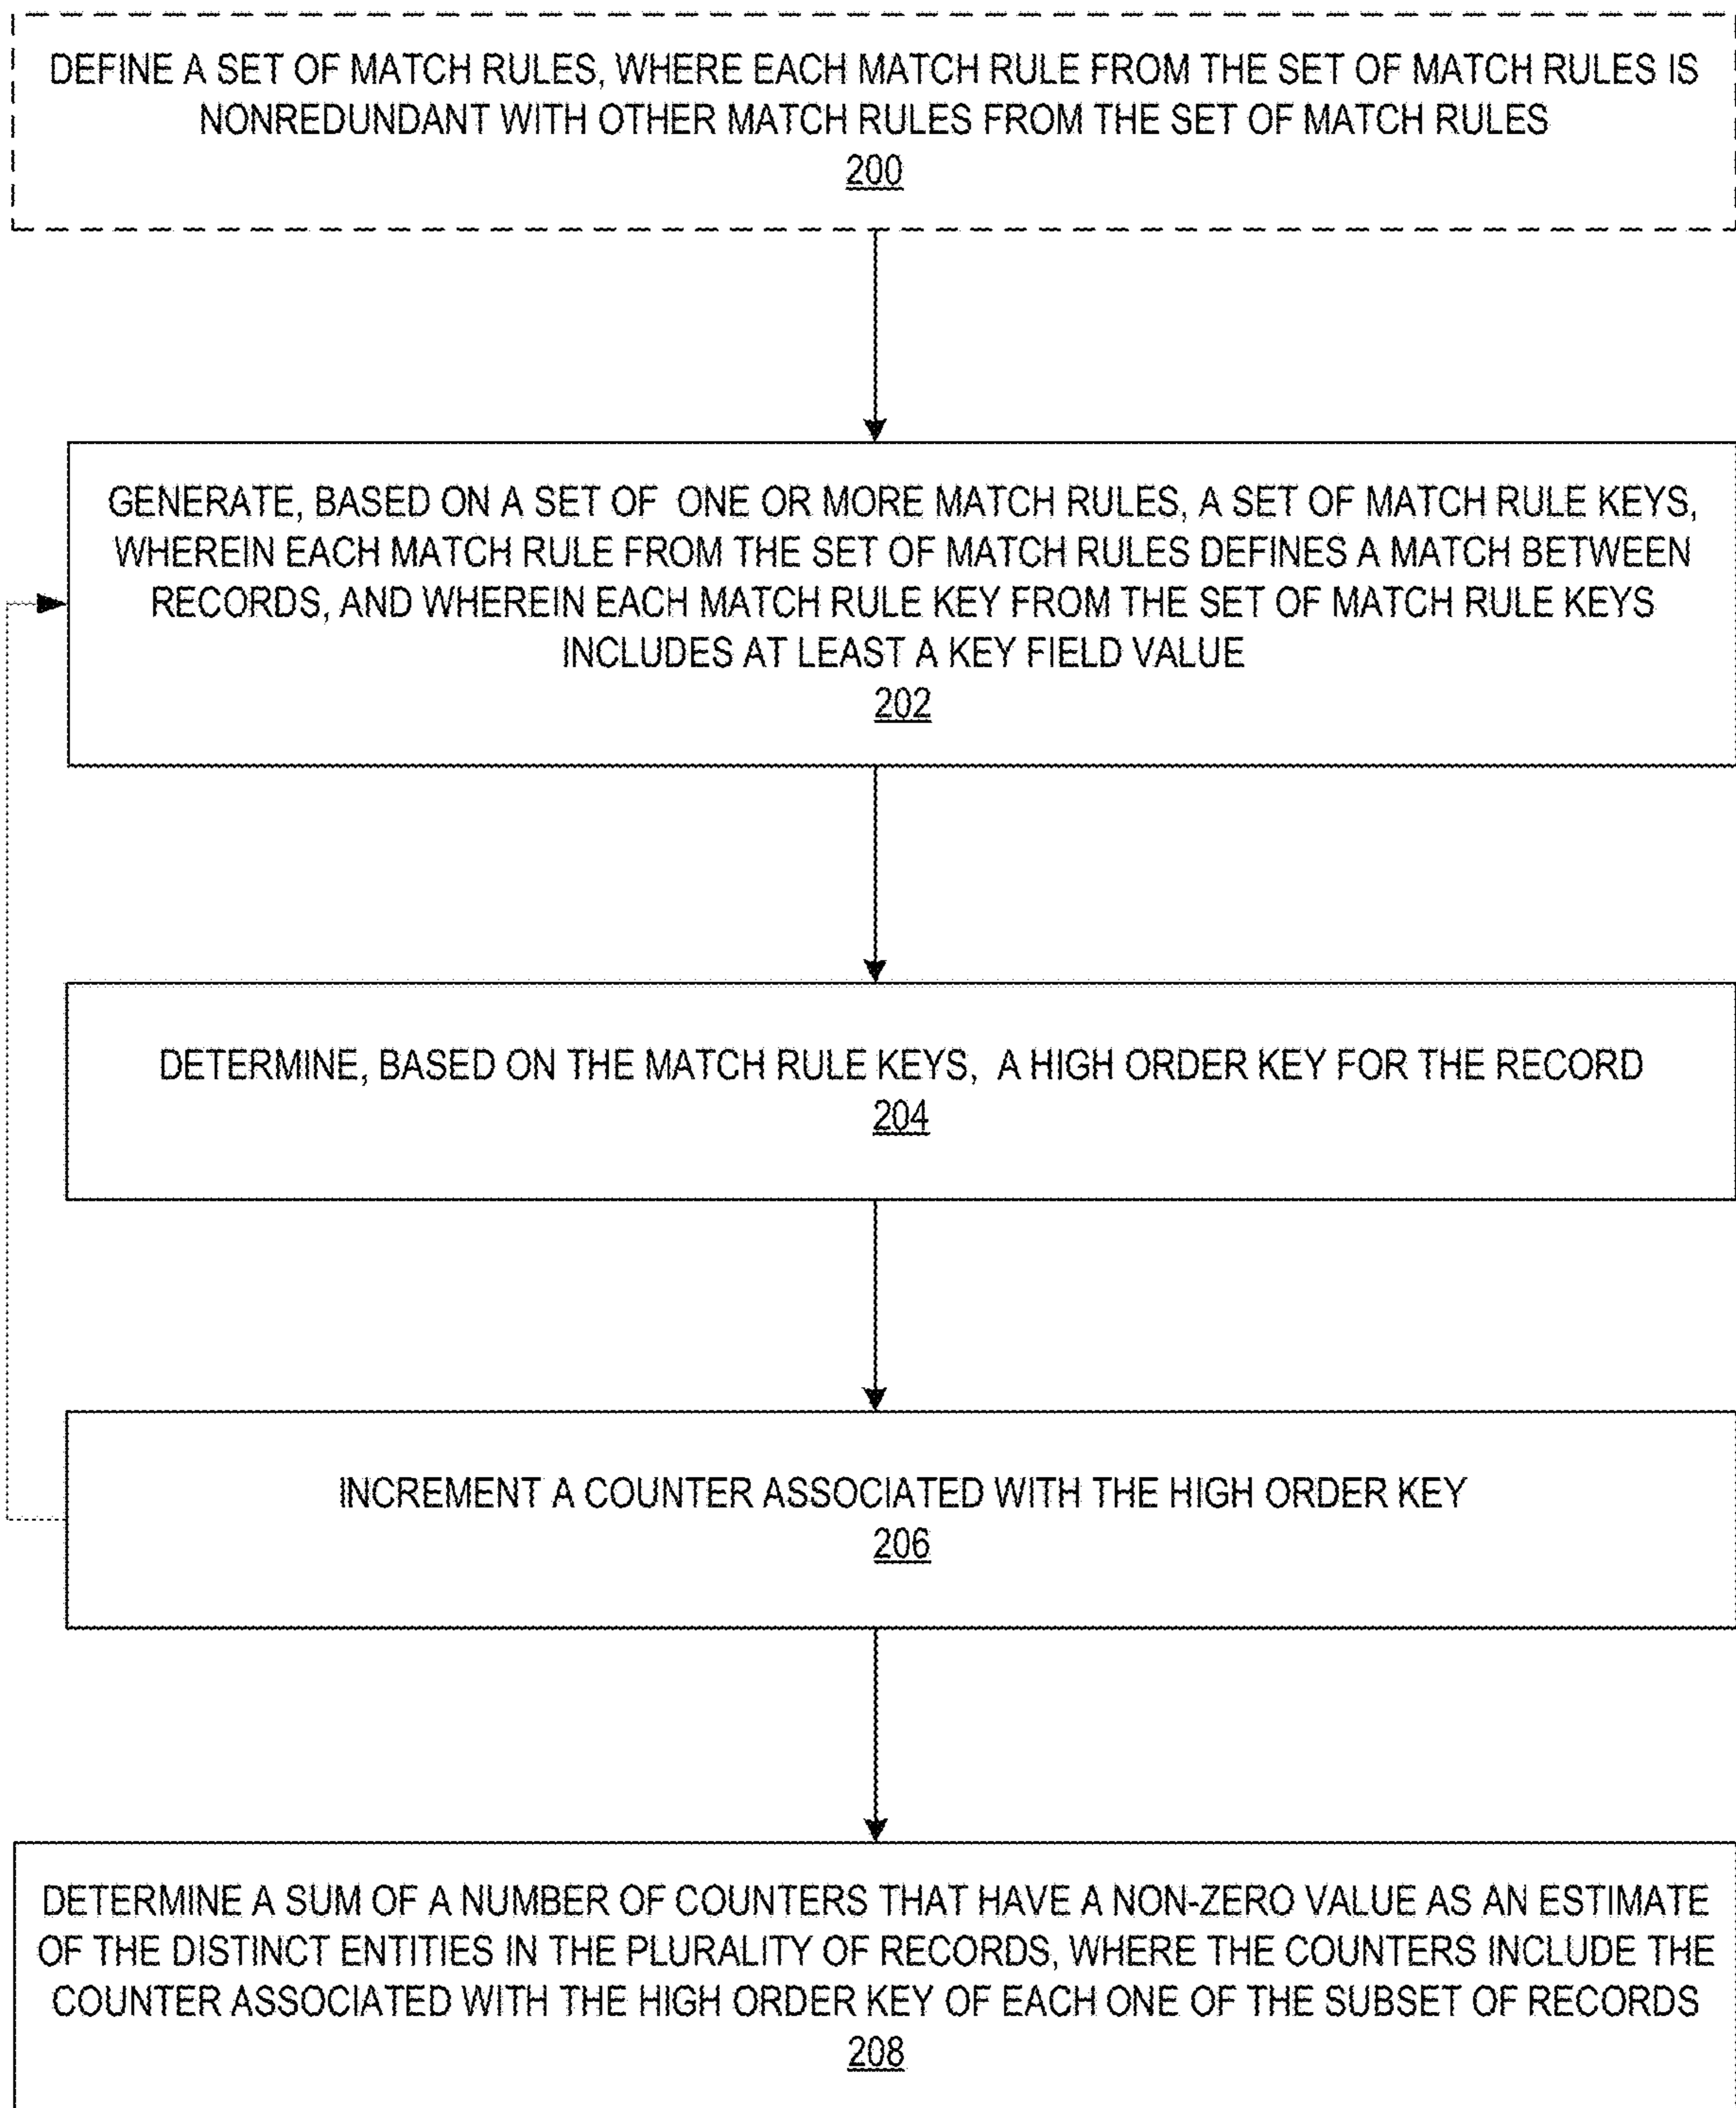 DEFINE A SET OF MATCH RULES, WHERE EACH MATCH RULE FROM THE SET OF MATCH RULES IS
NONREDUNDANT WITH OTHER MATCH RULES FROM THE SET OF MATCH RULES
200
GENERATE, BASED ON A SET OF ONE OR MORE MATCH RULES, A SET OF MATCH RULE KEYS,
WHEREIN EACH MATCH RULE FROM THE SET OF MATCH RULES DEFINES A MATCH BETWEEN
RECORDS, AND WHEREIN EACH MATCH RULE KEY FROM THE SET OF MATCH RULE KEYS
INCLUDES AT LEAST A KEY FIELD VALUE
202
DETERMINE, BASED ON THE MATCH RULE KEYS, A HIGH ORDER KEY FOR THE RECORD
204
INCREMENT A COUNTER ASSOCIATED WITH THE HIGH ORDER KEY
206
DETERMINE A SUM OF A NUMBER OF COUNTERS THAT HAVE A NON-ZERO VALUE AS AN ESTIMATE
OF THE DISTINCT ENTITIES IN THE PLURALITY OF RECORDS, WHERE THE COUNTERS INCLUDE THE
COUNTER ASSOCIATED WITH THE HIGH ORDER KEY OF EACH ONE OF THE SUBSET OF RECORDS
208